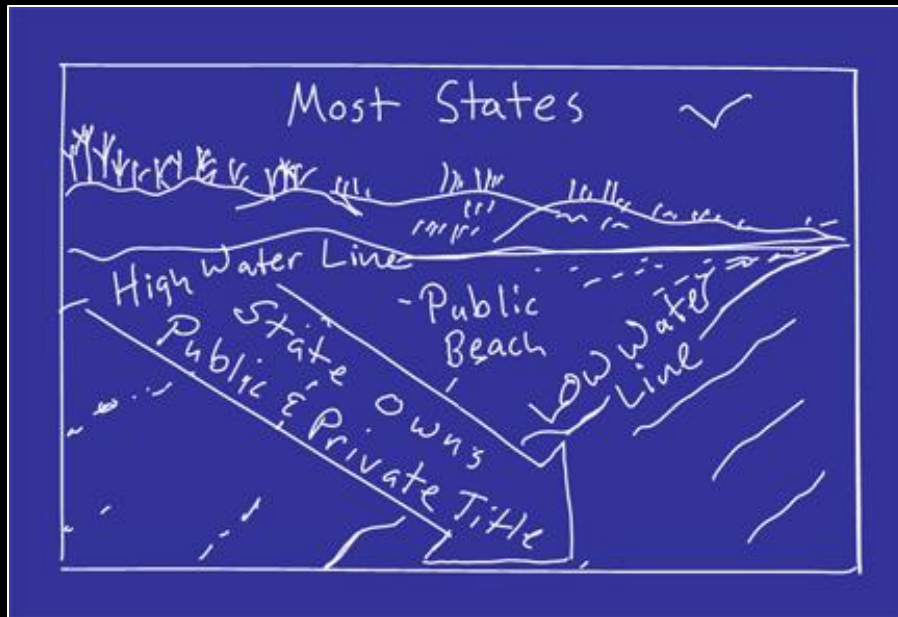 Most States
High Water Line
- Public
Beach
Low Water
Line
State Owns
Public & Private Title